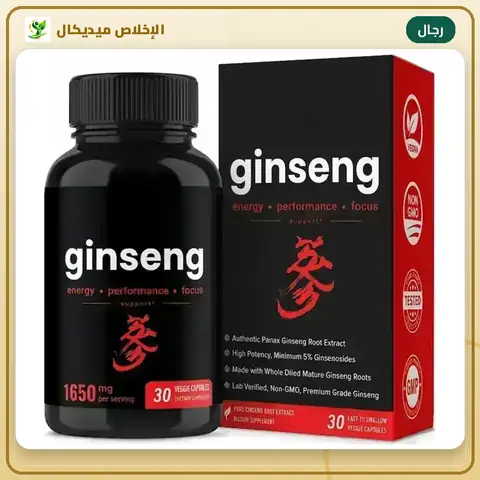 الإخلاص ميديكال
رجال
ginseng
energy • performance • focus
support*
1650 mg
per serving
30 VEGGIE CAPSULES
ginseng
energy • performance • focus
support*
Authentic Panax Ginseng Root Extract
High Potency, Minimum 5% Ginsenosides
Made with Whole Dried Mature Ginseng Roots
Lab Verified, Non-GMO, Premium Grade Ginseng
PURE GINSENG ROOT EXTRACT
DIETARY SUPPLEMENT
30 EASY-TO SWALLOW
VEGGIE CAPSULES
VEGAN
NON
GMO
TESTED
GMP